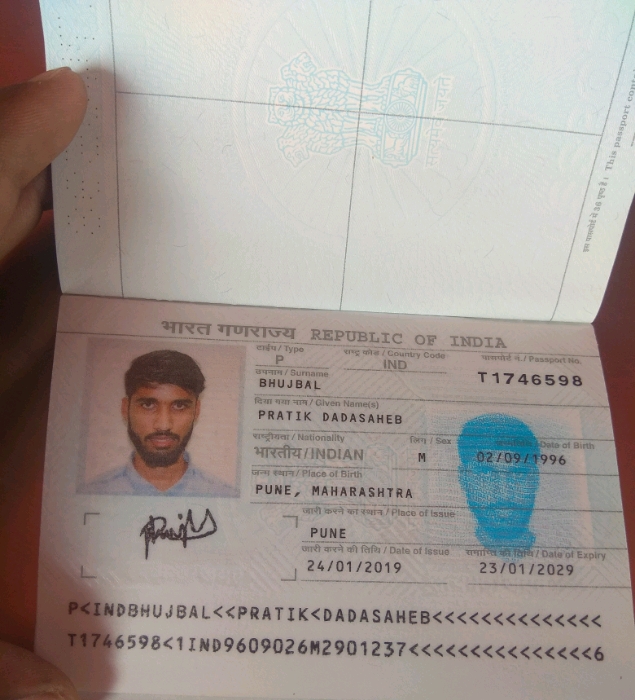 This passport cont
इस पासपोर्ट में 36 पृष्ठ हैं।
भारत गणराज्य REPUBLIC OF INDIA
टाईप / Type
राष्ट्र कोड / Country Code
पासपोर्ट नं. / Passport No.
P
IND
T1746598
उपनाम / Surname
BHUJBAL
दिया गया नाम / Given Name(s)
PRATIK DADASAHEB
राष्ट्रीयता / Nationality
लिंग / Sex
Date of Birth
भारतीय / INDIAN
M
02/09/1996
जन्म स्थान / Place of Birth
PUNE, MAHARASHTRA
जारी करने का स्थान / Place of Issue
PUNE
जारी करने की तिथि / Date of Issue
समाप्ति की तिथि / Date of Expiry
24/01/2019
23/01/2029
P<INDBHUJBAL<<PRATIK<DADASAHEB<<<<<<<<<<<<<<
T1746598<1IND9609026M2901237<<<<<<<<<<<<<<<6